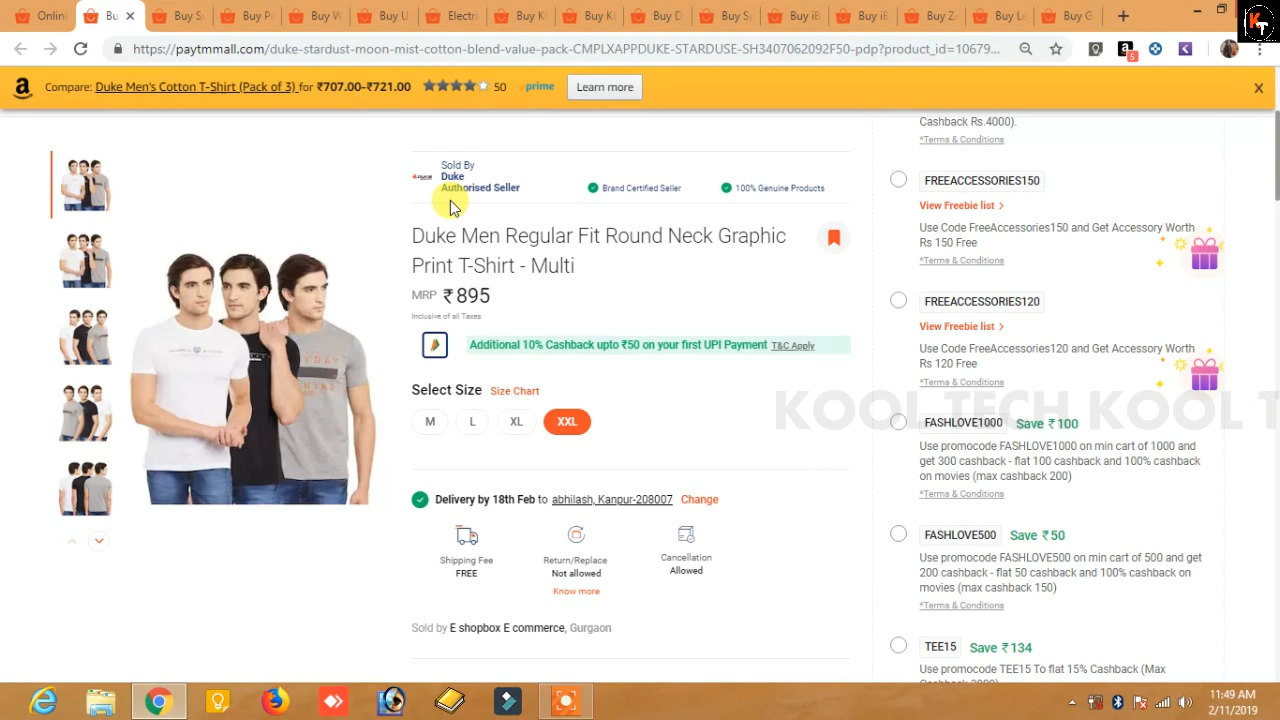 Onlin
Bu
Buy S
Buy P
Buy W
Buy U
Electri
Buy K
Buy K
Buy D
Buy S
Buy iB
Buy iB
Buy Z
Buy L
Buy G
KT
https://paytmmall.com/duke-stardust-moon-mist-cotton-blend-value-pack-CMPLXAPPDUKE-STARDUSE-SH3407062092F50-pdp?product_id=10679...
5
a Compare: Duke Men's Cotton T-Shirt (Pack of 3) for ₹707.00-₹721.00 50 prime Learn more
Cashback Rs.4000).
*Terms & Conditions
Sold By
Duke
Authorised Seller
Brand Certified Seller
100% Genuine Products
Duke Men Regular Fit Round Neck Graphic
Print T-Shirt - Multi
MRP ₹895
Inclusive of all Taxes
Additional 10% Cashback upto ₹50 on your first UPI Payment T&C Apply
Select Size Size Chart
M L XL XXL
Delivery by 18th Feb to abhilash, Kanpur-208007 Change
Shipping Fee
FREE
Return/Replace
Not allowed
Know more
Cancellation
Allowed
Sold by E shopbox E commerce, Gurgaon
FREEACCESSORIES150
View Freebie list
Use Code FreeAccessories150 and Get Accessory Worth
Rs 150 Free
*Terms & Conditions
FREEACCESSORIES120
View Freebie list
Use Code FreeAccessories120 and Get Accessory Worth
Rs 120 Free
*Terms & Conditions
KOOL TECH KOOL T
FASHLOVE1000 Save ₹100
Use promocode FASHLOVE1000 on min cart of 1000 and
get 300 cashback - flat 100 cashback and 100% cashback
on movies (max cashback 200)
*Terms & Conditions
FASHLOVE500 Save ₹50
Use promocode FASHLOVE500 on min cart of 500 and get
200 cashback - flat 50 cashback and 100% cashback on
movies (max cashback 150)
*Terms & Conditions
TEE15 Save ₹134
Use promocode TEE15 To flat 15% Cashback (Max
11:49 AM
2/11/2019